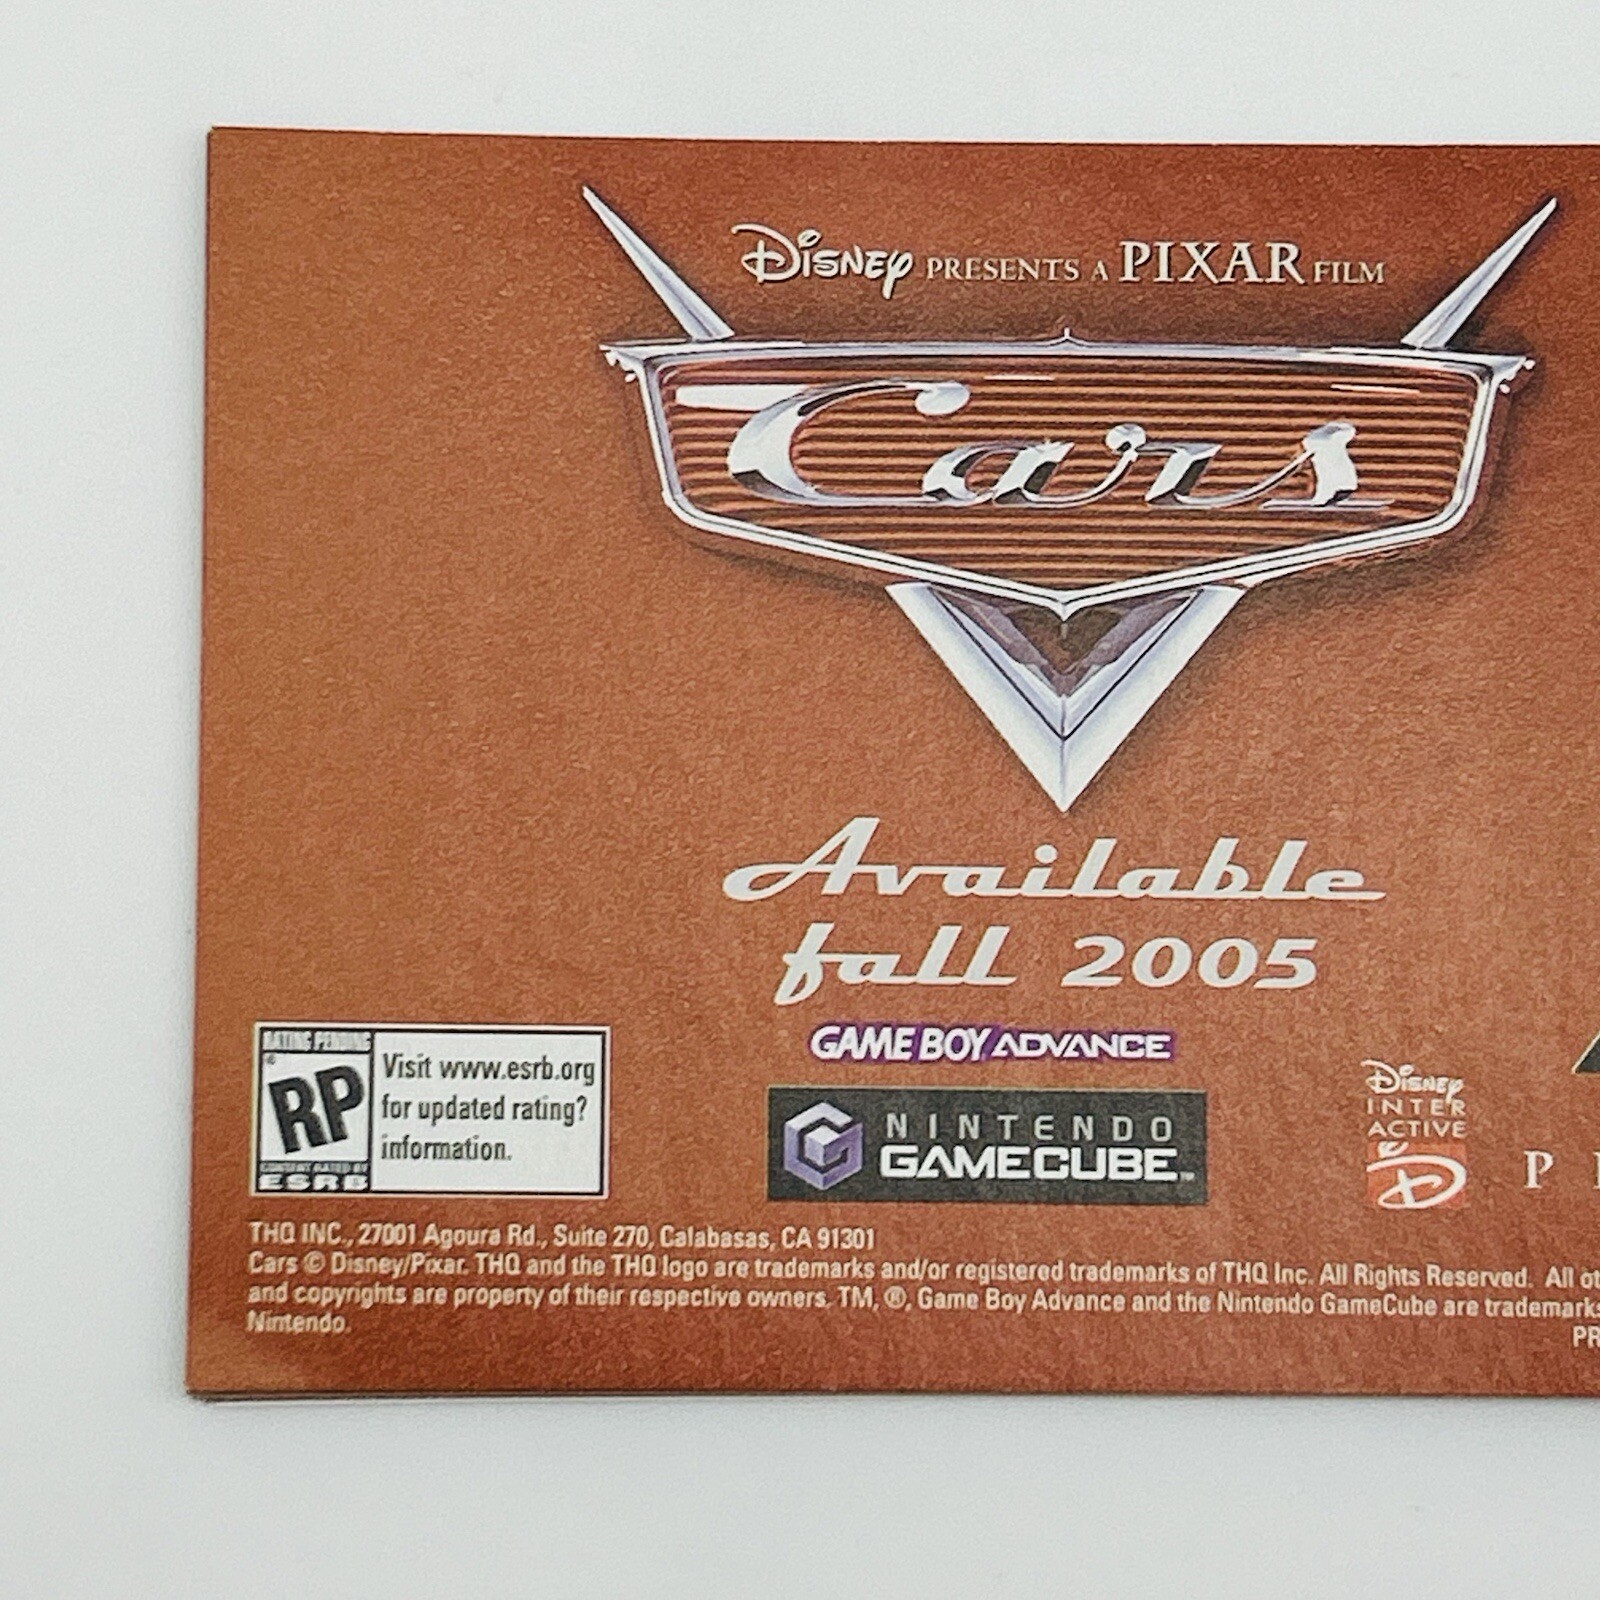 Disney PRESENTS A PIXAR FILM
Cars
Available
fall 2005
GAME BOY ADVANCE
NINTENDO
GAMECUBE™
RATING PENDING
RP
CONTENT RATED BY
ESRB
Visit www.esrb.org
for updated rating?
information.
Disney
INTER
ACTIVE
D
P
THQ INC., 27001 Agoura Rd., Suite 270, Calabasas, CA 91301
Cars © Disney/Pixar. THQ and the THQ logo are trademarks and/or registered trademarks of THQ Inc. All Rights Reserved. All
and copyrights are property of their respective owners. TM, ®, Game Boy Advance and the Nintendo GameCube are trademarks
Nintendo.